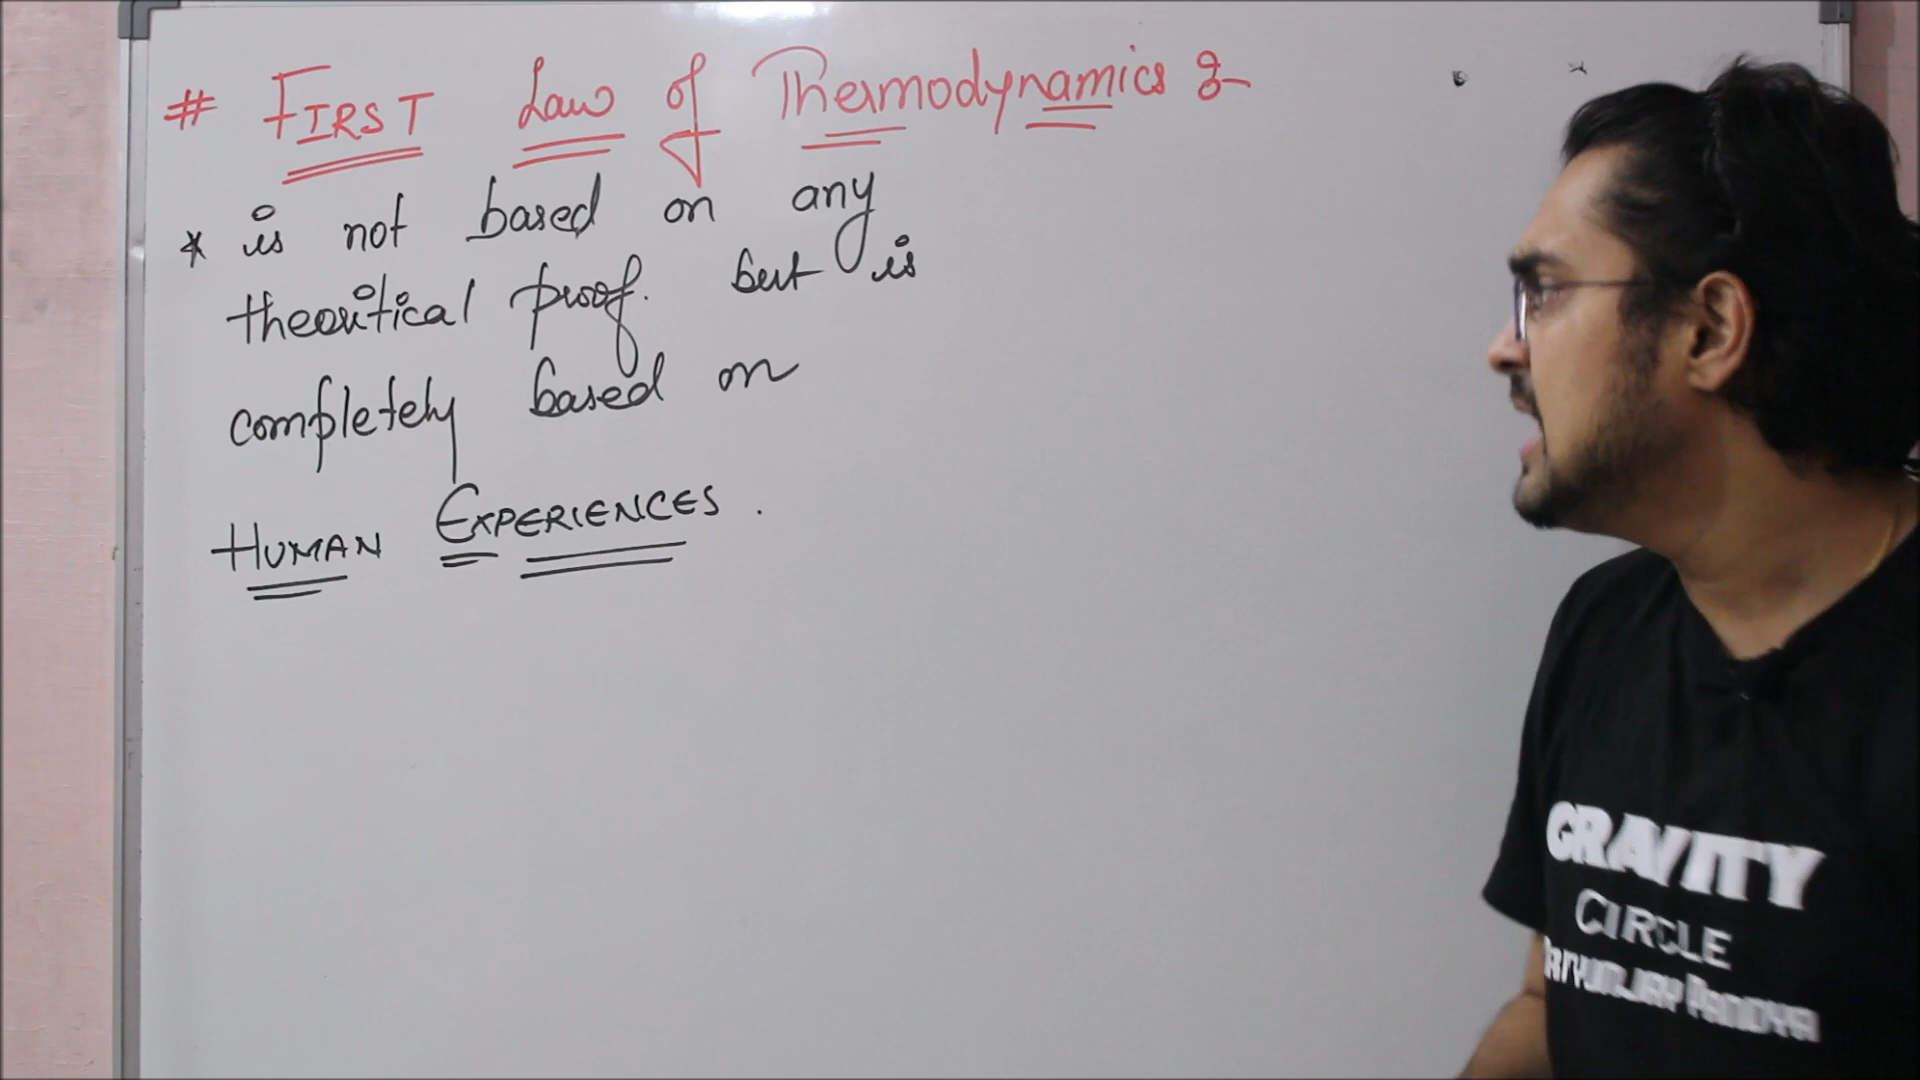 # FIRST Law of Thermodynamics :-
* is not based on any
theoritical proof. but is
completely based on
HUMAN EXPERIENCES.
GRAVITY
CIRCLE
PANDYA